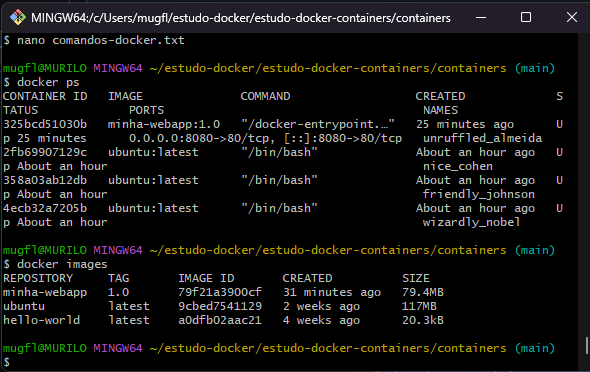 MINGW64:/c/Users/mugfl/estudo-docker/estudo-docker-containers/containers
$ nano comandos-docker.txt
mugfl@MURILO MINGW64 ~/estudo-docker/estudo-docker-containers/containers (main)
$ docker ps
CONTAINER ID   IMAGE             COMMAND                  CREATED             S
TATUS             PORTS                                     NAMES
325bcd51030b   minha-webapp:1.0   "/docker-entrypoint.…"   25 minutes ago      U
p 25 minutes      0.0.0.0:8080->80/tcp, [::]:8080->80/tcp   unruffled_almeida
2fb69907129c   ubuntu:latest      "/bin/bash"              About an hour ago   U
p About an hour                                             nice_cohen
358a03ab12db   ubuntu:latest      "/bin/bash"              About an hour ago   U
p About an hour                                             friendly_johnson
4ecb32a7205b   ubuntu:latest      "/bin/bash"              About an hour ago   U
p About an hour                                             wizardly_nobel
mugfl@MURILO MINGW64 ~/estudo-docker/estudo-docker-containers/containers (main)
$ docker images
REPOSITORY     TAG       IMAGE ID       CREATED          SIZE
minha-webapp   1.0       79f21a3900cf   31 minutes ago   79.4MB
ubuntu         latest    9cbed7541129   2 weeks ago      117MB
hello-world    latest    a0dfb02aac21   4 weeks ago      20.3kB
mugfl@MURILO MINGW64 ~/estudo-docker/estudo-docker-containers/containers (main)
$